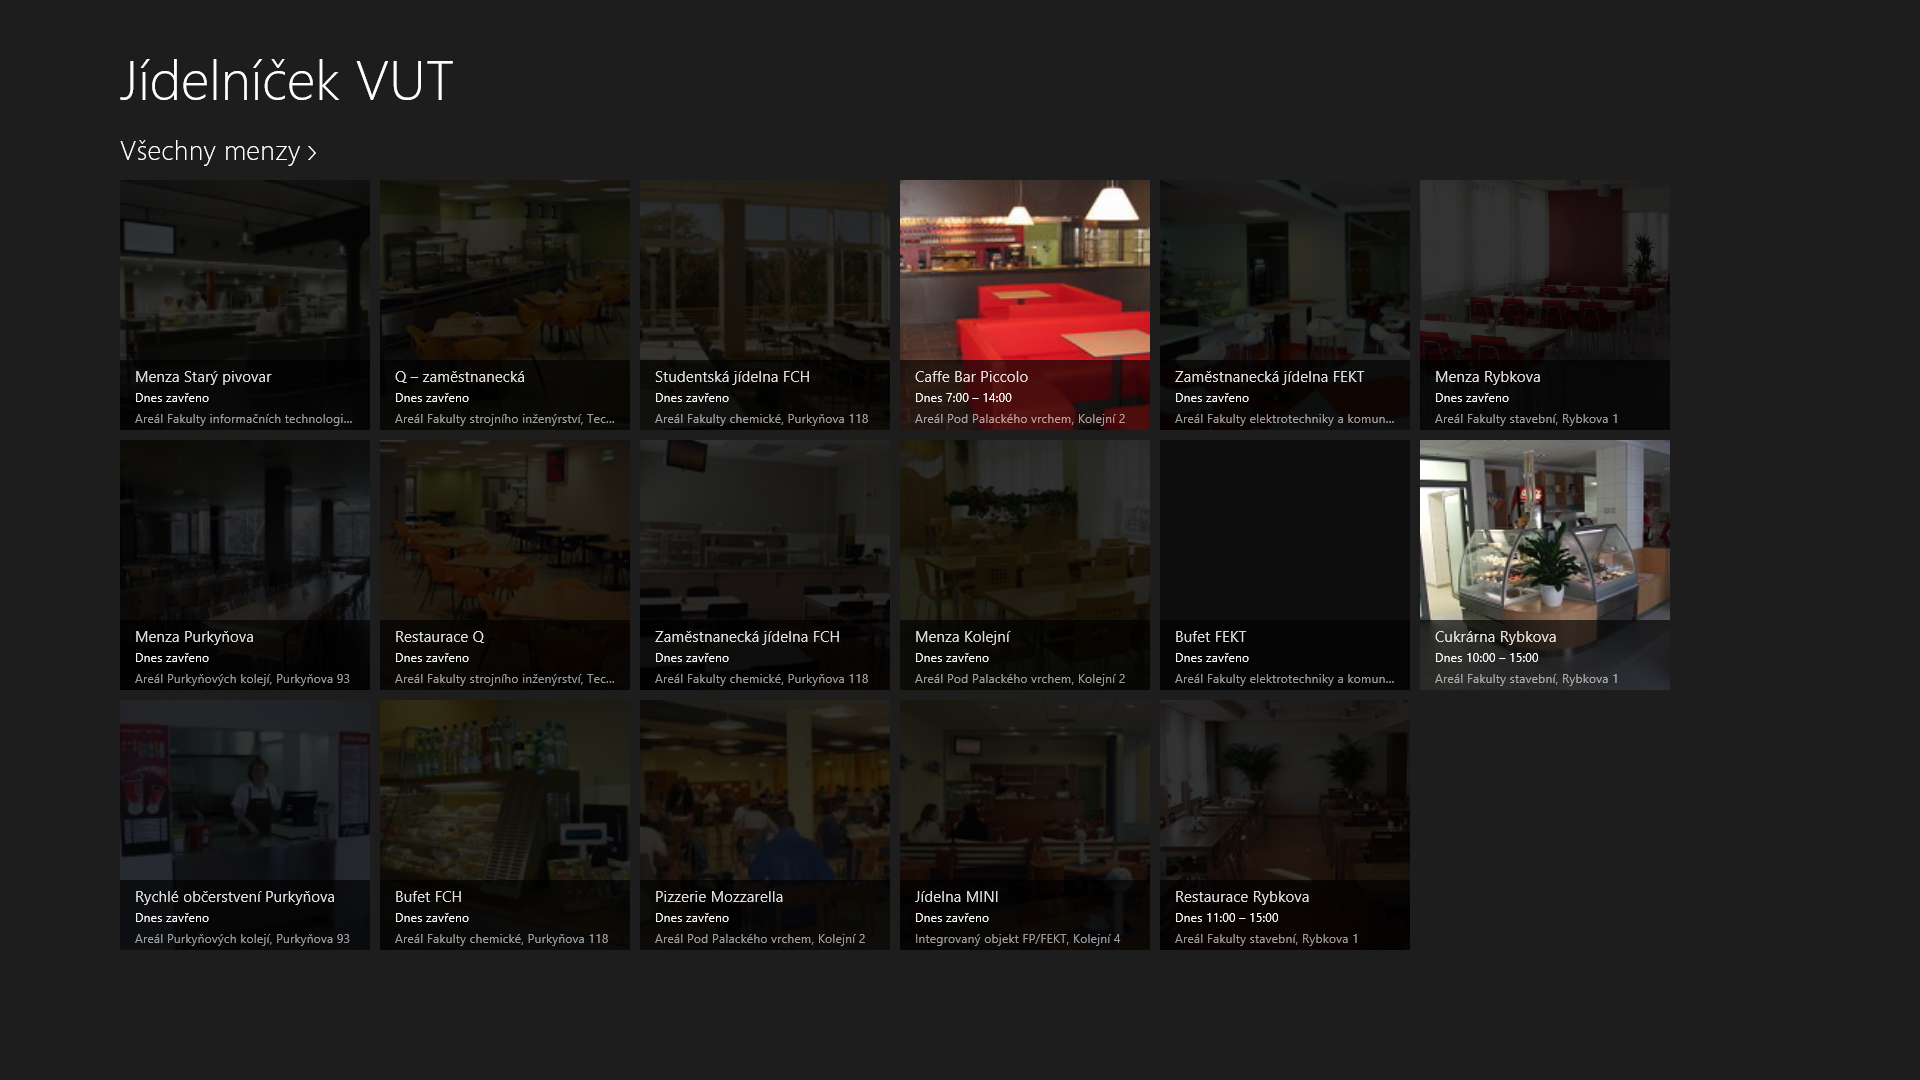 Jídelníček VUT
Všechny menzy
Menza Starý pivovar
Dnes zavřeno
Areál Fakulty informačních technologi...
Q – zaměstnanecká
Dnes zavřeno
Areál Fakulty strojního inženýrství, Tec...
Studentská jídelna FCH
Dnes zavřeno
Areál Fakulty chemické, Purkyňova 118
Caffe Bar Piccolo
Dnes 7:00 – 14:00
Areál Pod Palackého vrchem, Kolejní 2
Zaměstnanecká jídelna FEKT
Dnes zavřeno
Areál Fakulty elektrotechniky a komun...
Menza Rybkova
Dnes zavřeno
Areál Fakulty stavební, Rybkova 1
Menza Purkyňova
Dnes zavřeno
Areál Purkyňových kolejí, Purkyňova 93
Restaurace Q
Dnes zavřeno
Areál Fakulty strojního inženýrství, Tec...
Zaměstnanecká jídelna FCH
Dnes zavřeno
Areál Fakulty chemické, Purkyňova 118
Menza Kolejní
Dnes zavřeno
Areál Pod Palackého vrchem, Kolejní 2
Bufet FEKT
Dnes zavřeno
Areál Fakulty elektrotechniky a komun...
Cukrárna Rybkova
Dnes 10:00 – 15:00
Areál Fakulty stavební, Rybkova 1
Rychlé občerstvení Purkyňova
Dnes zavřeno
Areál Purkyňových kolejí, Purkyňova 93
Bufet FCH
Dnes zavřeno
Areál Fakulty chemické, Purkyňova 118
Pizzerie Mozzarella
Dnes zavřeno
Areál Pod Palackého vrchem, Kolejní 2
Jídelna MINI
Dnes zavřeno
Integrovaný objekt FP/FEKT, Kolejní 4
Restaurace Rybkova
Dnes 11:00 – 15:00
Areál Fakulty stavební, Rybkova 1